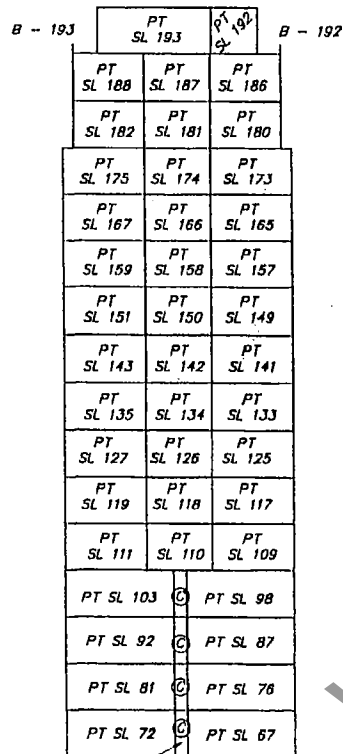 B - 193
PT
SL 193
PT
SL 192
B - 192
PT
SL 188
PT
SL 187
PT
SL 186
PT
SL 182
PT
SL 181
PT
SL 180
PT
SL 175
PT
SL 174
PT
SL 173
PT
SL 167
PT
SL 166
PT
SL 165
PT
SL 159
PT
SL 158
PT
SL 157
PT
SL 151
PT
SL 150
PT
SL 149
PT
SL 143
PT
SL 142
PT
SL 141
PT
SL 135
PT
SL 134
PT
SL 133
PT
SL 127
PT
SL 126
PT
SL 125
PT
SL 119
PT
SL 118
PT
SL 117
PT
SL 111
PT
SL 110
PT
SL 109
PT SL 103
C
PT SL 98
PT SL 92
C
PT SL 87
PT SL 81
C
PT SL 76
PT SL 72
C
PT SL 67